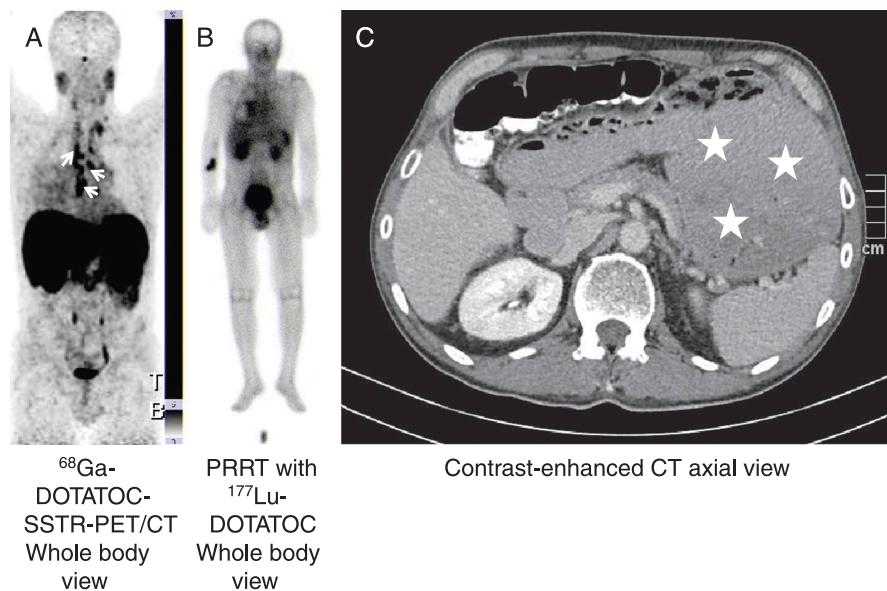 A
B
C
T
B
cm
⁶⁸Ga-
DOTATOC-
SSTR-PET/CT
Whole body
view
PRRT with
¹⁷⁷Lu-
DOTATOC
Whole body
view
Contrast-enhanced CT axial view